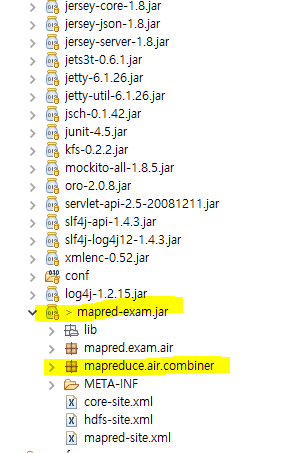 jersey-core-1.8.jar
jersey-json-1.8.jar
jersey-server-1.8.jar
jets3t-0.6.1.jar
jetty-6.1.26.jar
jetty-util-6.1.26.jar
jsch-0.1.42.jar
junit-4.5.jar
kfs-0.2.2.jar
mockito-all-1.8.5.jar
oro-2.0.8.jar
servlet-api-2.5-20081211.jar
slf4j-api-1.4.3.jar
slf4j-log4j12-1.4.3.jar
xmlenc-0.52.jar
conf
log4j-1.2.15.jar
> mapred-exam.jar
lib
mapred.exam.air
mapreduce.air.combiner
META-INF
core-site.xml
hdfs-site.xml
mapred-site.xml